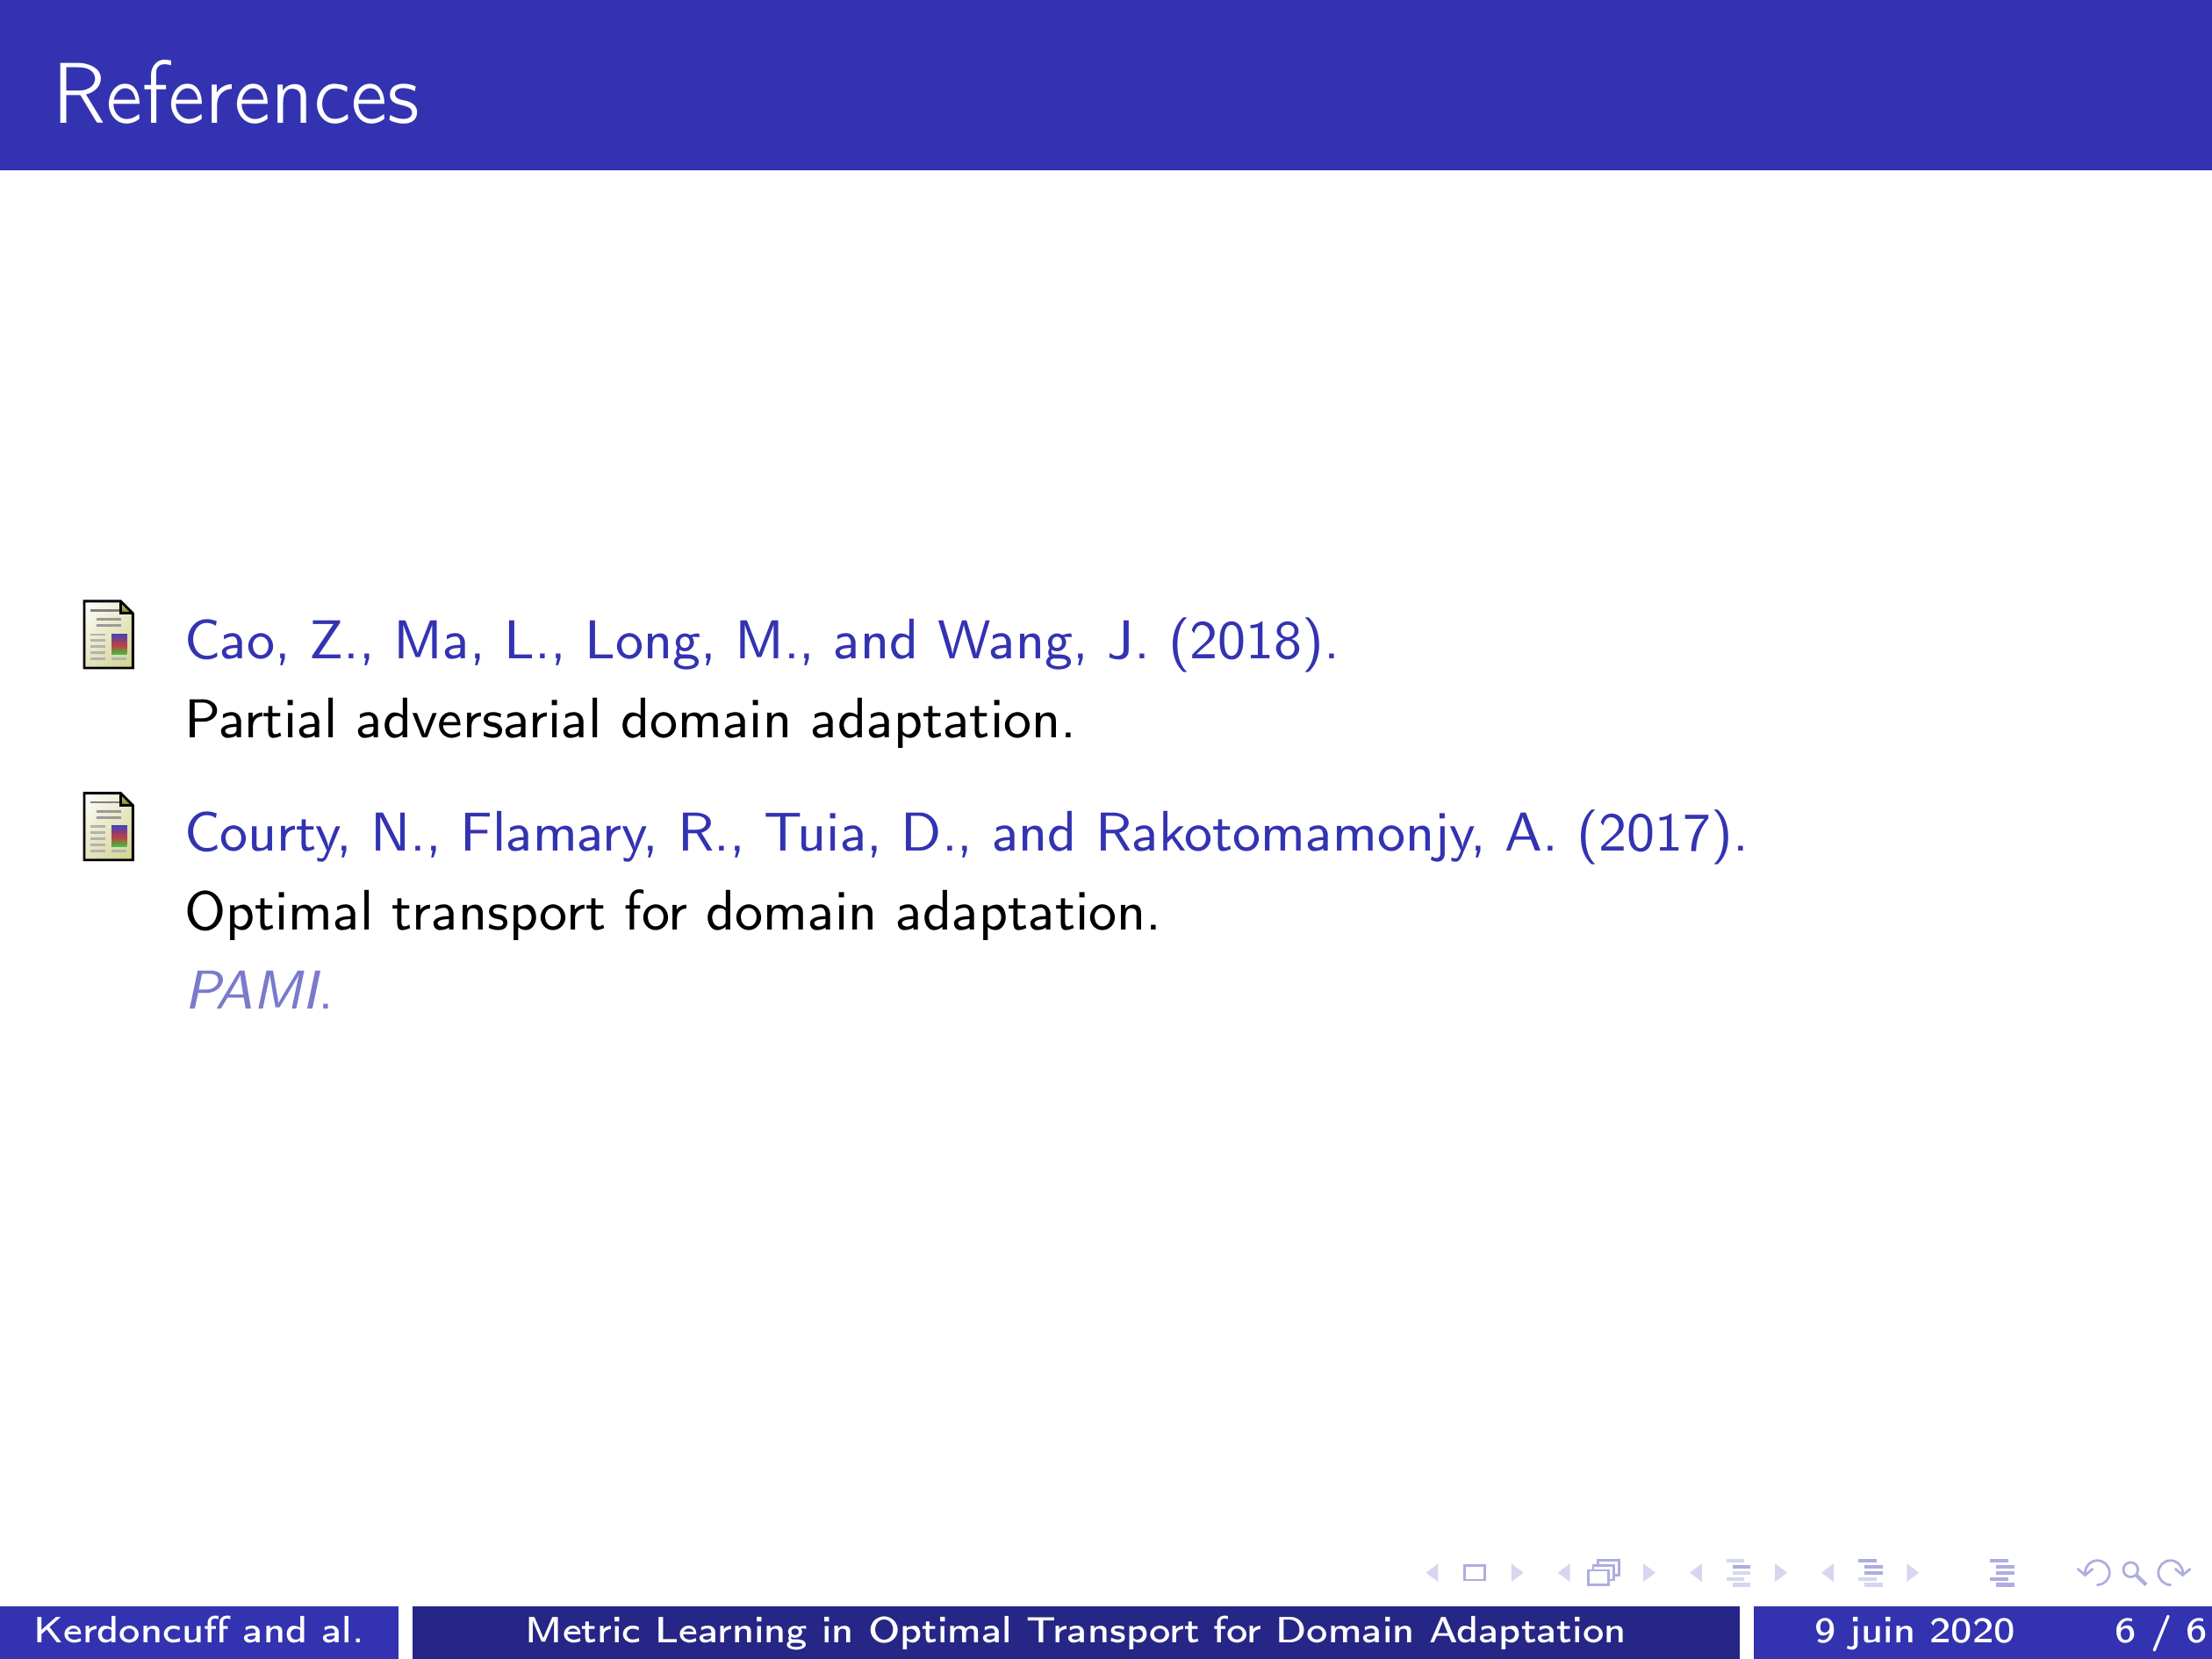 References
Cao, Z., Ma, L., Long, M., and Wang, J. (2018).
Partial adversarial domain adaptation.
Courty, N., Flamary, R., Tuia, D., and Rakotomamonjy, A. (2017).
Optimal transport for domain adaptation.
PAMI.
Kerdoncuff and al.
Metric Learning in Optimal Transport for Domain Adaptation
9 juin 2020
6 / 6